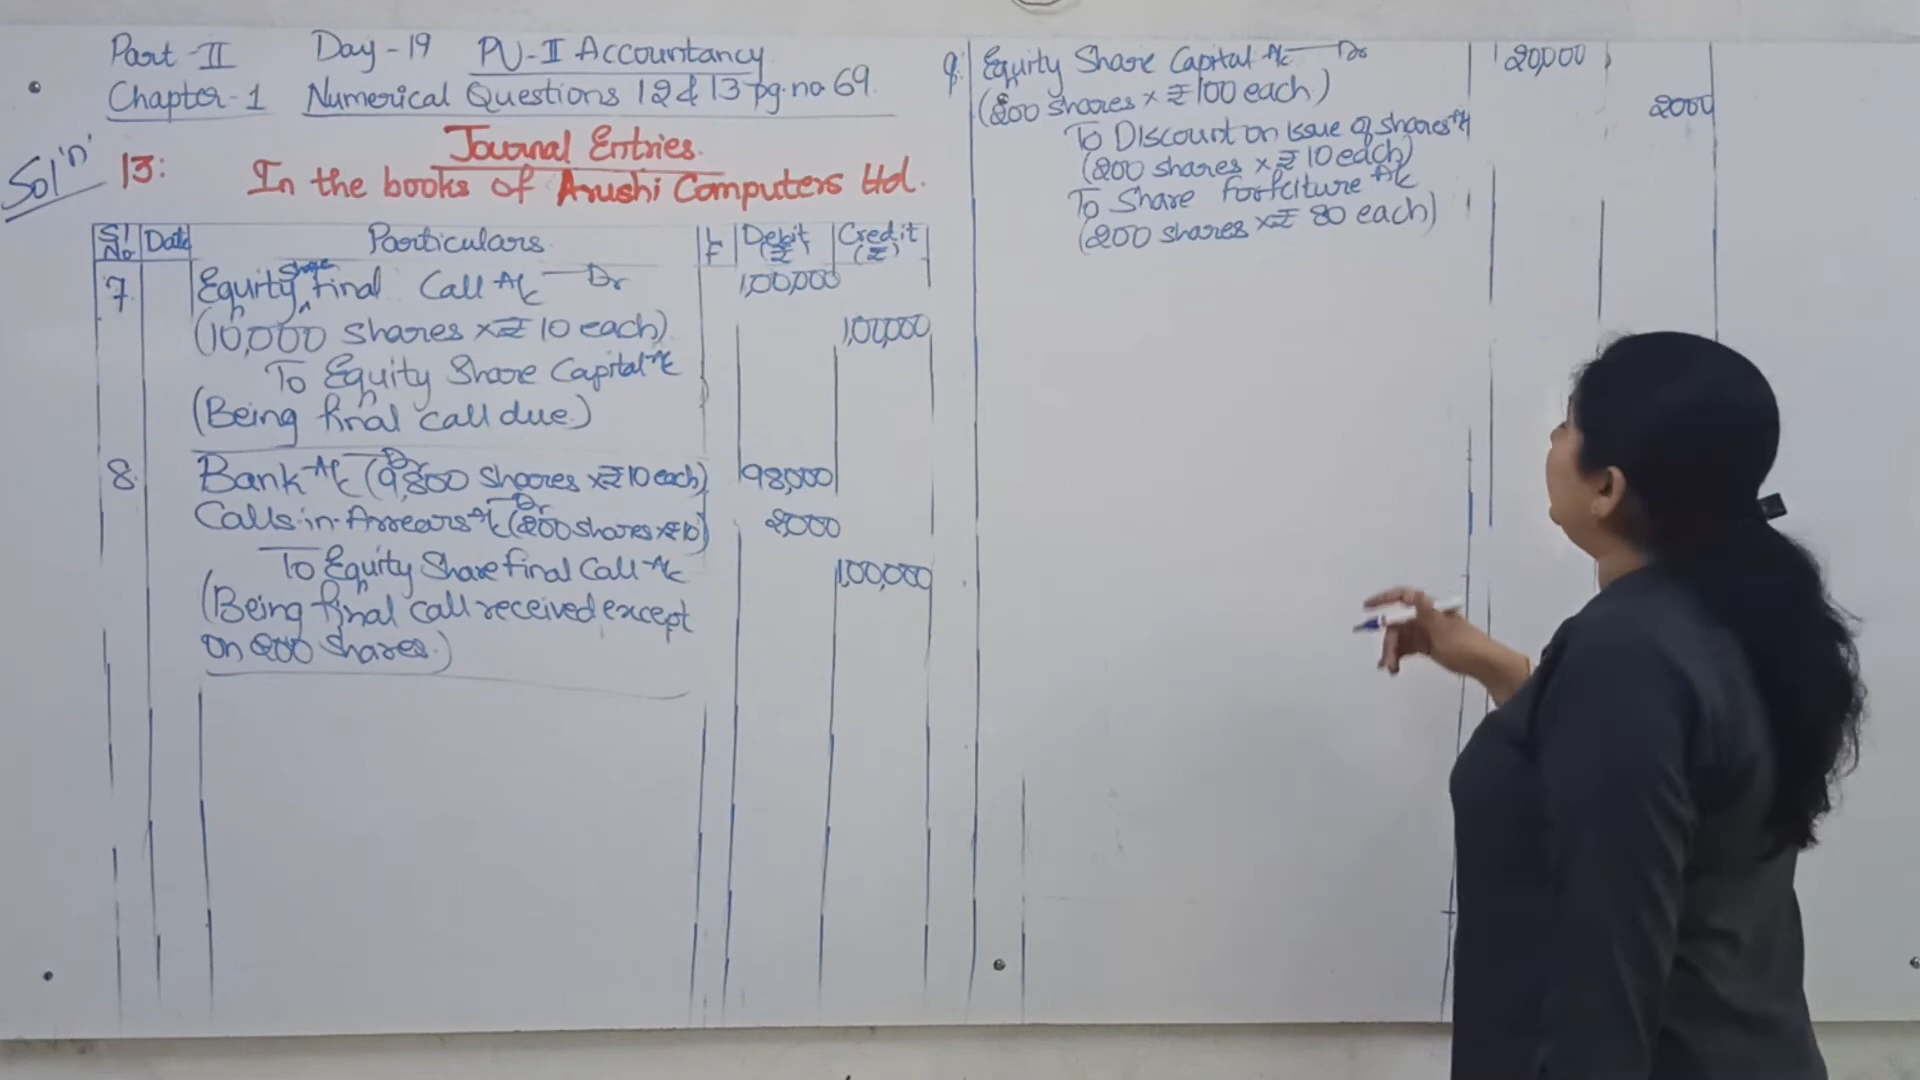 Part-II Day-19 PU-II Accountancy
Chapter-1 Numerical Questions 12 & 13 pg.no 69
Sol'n' 13: Journal Entries.
In the books of Arushi Computers Ltd.
Sl No Date Particulars LF Debit (₹) Credit (₹)
7 Equity Share final Call A/c Dr 1,00,000
(10,000 shares × ₹ 10 each) 1,00,000
To Equity Share Capital A/c
(Being final call due.)
8. Bank A/c Dr (9,800 shares × ₹ 10 each) 98,000
Calls-in-Arrears A/c Dr (200 shares × ₹ 10) 2,000
To Equity Share final Call A/c 1,00,000
(Being final call received except
on 200 shares.)
9. Equity Share Capital A/c Dr 20,000
(200 shares × ₹ 100 each) 2000
To Discount on issue of shares A/c
(200 shares × ₹ 10 each)
To Share forfeiture A/c
(200 shares × ₹ 80 each)